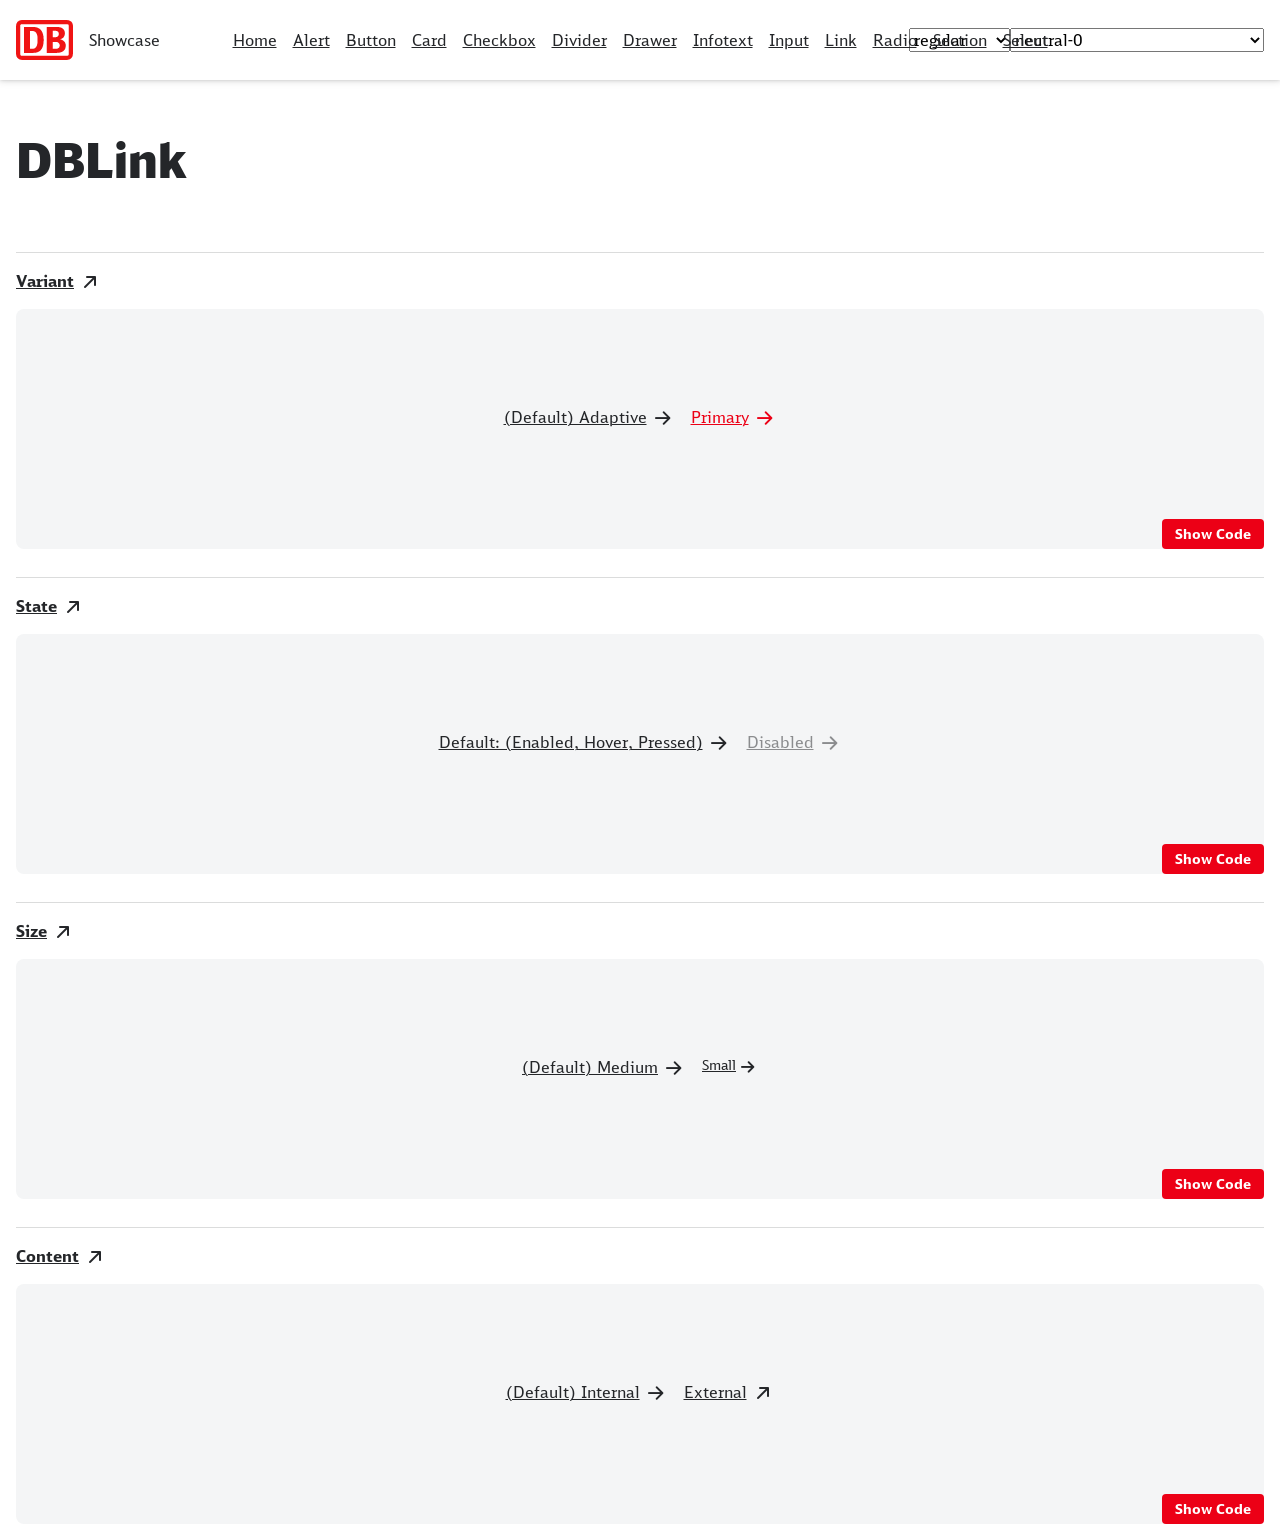 DB Showcase Home Alert Button Card Checkbox Divider Drawer Infotext Input Link Radio Section Select regular neutral-0
DBLink
Variant
(Default) Adaptive Primary
Show Code
State
Default: (Enabled, Hover, Pressed) Disabled
Show Code
Size
(Default) Medium Small
Show Code
Content
(Default) Internal External
Show Code